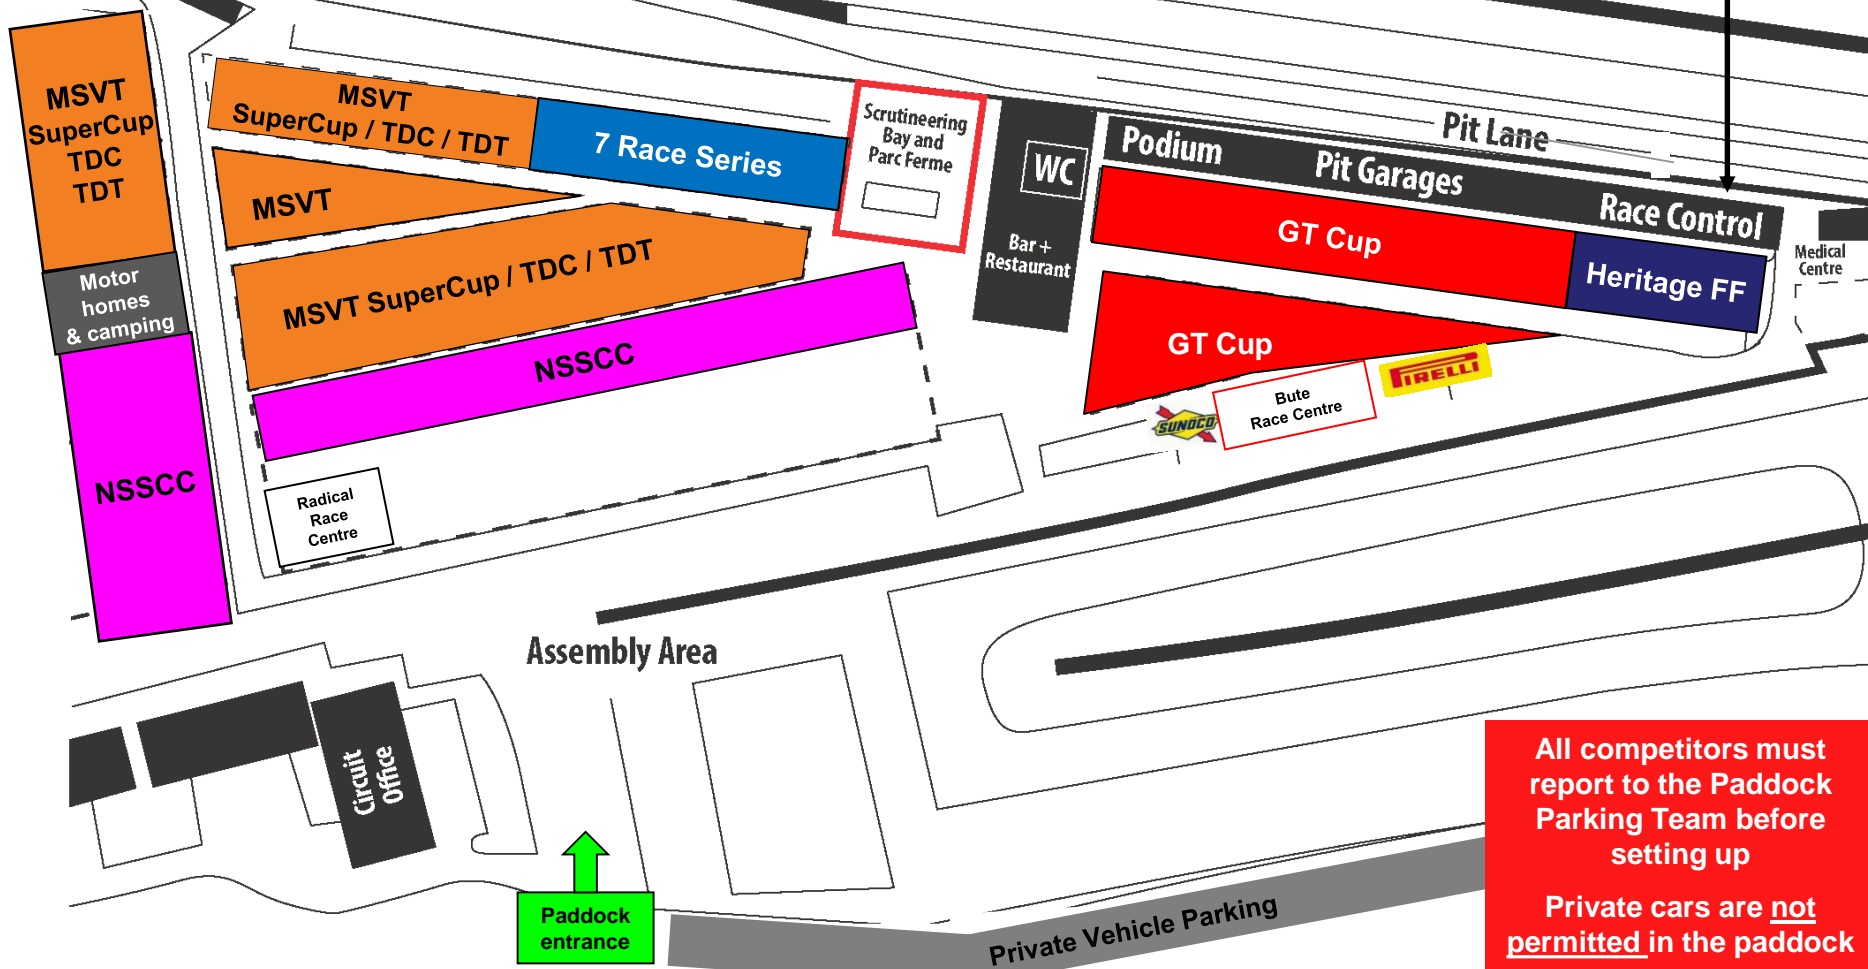 MSVT
SuperCup
TDC
TDT
Motor
homes
& camping
NSSCC
MSVT
SuperCup / TDC / TDT
7 Race Series
MSVT
MSVT SuperCup / TDC / TDT
NSSCC
Radical
Race
Centre
Scrutineering
Bay and
Parc Ferme
WC
Bar +
Restaurant
Pit Lane
Podium
Pit Garages
Race Control
GT Cup
Heritage FF
Medical
Centre
GT Cup
PIRELLI
SUNOCO
Bute
Race Centre
Assembly Area
Circuit
Office
Paddock
entrance
Private Vehicle Parking
All competitors must
report to the Paddock
Parking Team before
setting up
Private cars are not
permitted in the paddock